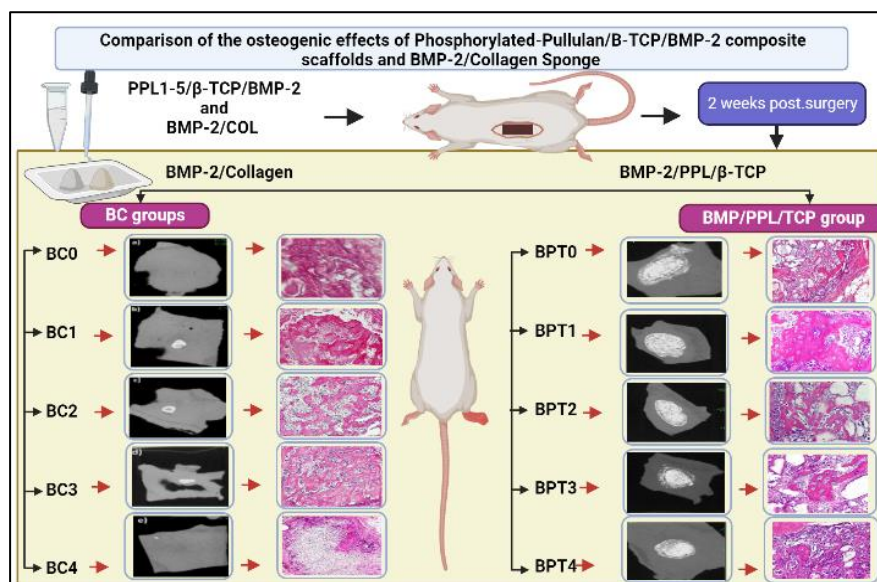 Comparison of the osteogenic effects of Phosphorylated-Pullulan/B-TCP/BMP-2 composite
scaffolds and BMP-2/Collagen Sponge
PPL1-5/β-TCP/BMP-2
and
BMP-2/COL
2 weeks post.surgery
BMP-2/Collagen
BMP-2/PPL/β-TCP
BC groups
BMP/PPL/TCP group
BC0
a)
BPT0
BC1
b)
BPT1
BC2
c)
BPT2
BC3
d)
BPT3
BC4
e)
BPT4